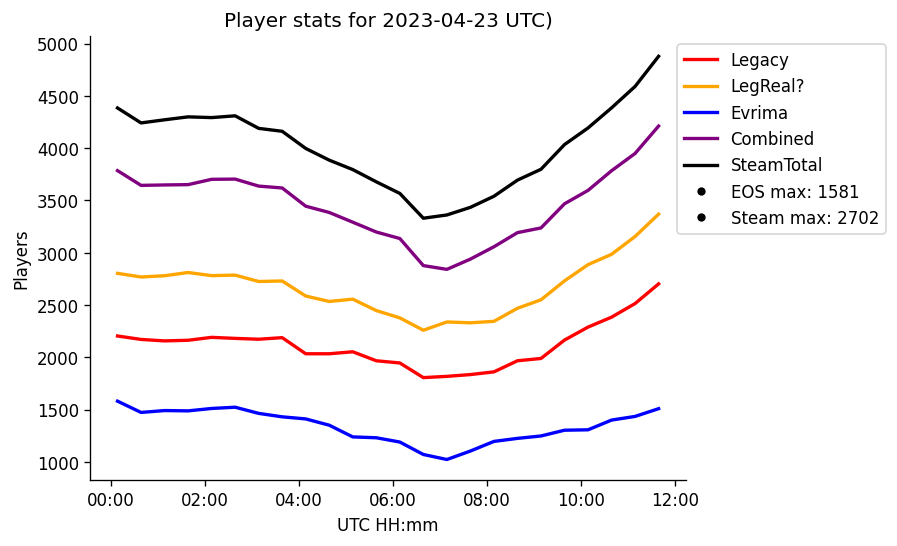 Player stats for 2023-04-23 UTC)
5000
4500
4000
3500
3000
2500
2000
1500
1000
Players
00:00 02:00 04:00 06:00 08:00 10:00 12:00
UTC HH:mm
Legacy
LegReal?
Evrima
Combined
SteamTotal
EOS max: 1581
Steam max: 2702